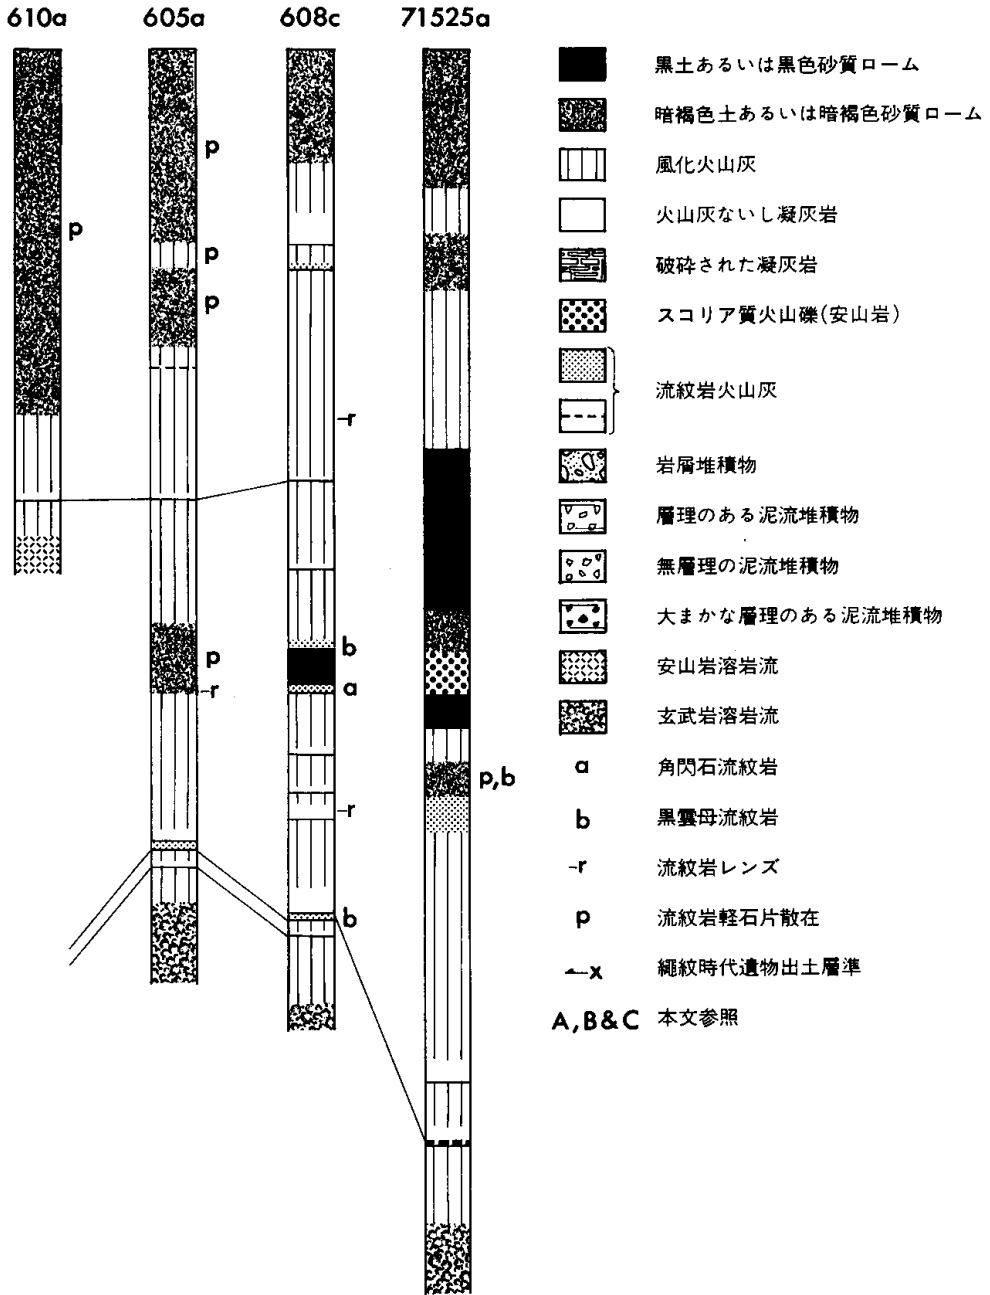 610a 605a 608c 71525a
p
p
p
p
-r
-r
b
a
-r
b
p,b
黒土あるいは黒色砂質ローム
暗褐色土あるいは暗褐色砂質ローム
風化火山灰
火山灰ないし凝灰岩
破砕された凝灰岩
スコリア質火山礫(安山岩)
流紋岩火山灰
岩屑堆積物
層理のある泥流堆積物
無層理の泥流堆積物
大まかな層理のある泥流堆積物
安山岩溶岩流
玄武岩溶岩流
a 角閃石流紋岩
b 黒雲母流紋岩
-r 流紋岩レンズ
p 流紋岩軽石片散在
x 縄紋時代遺物出土層準
A,B&C 本文参照